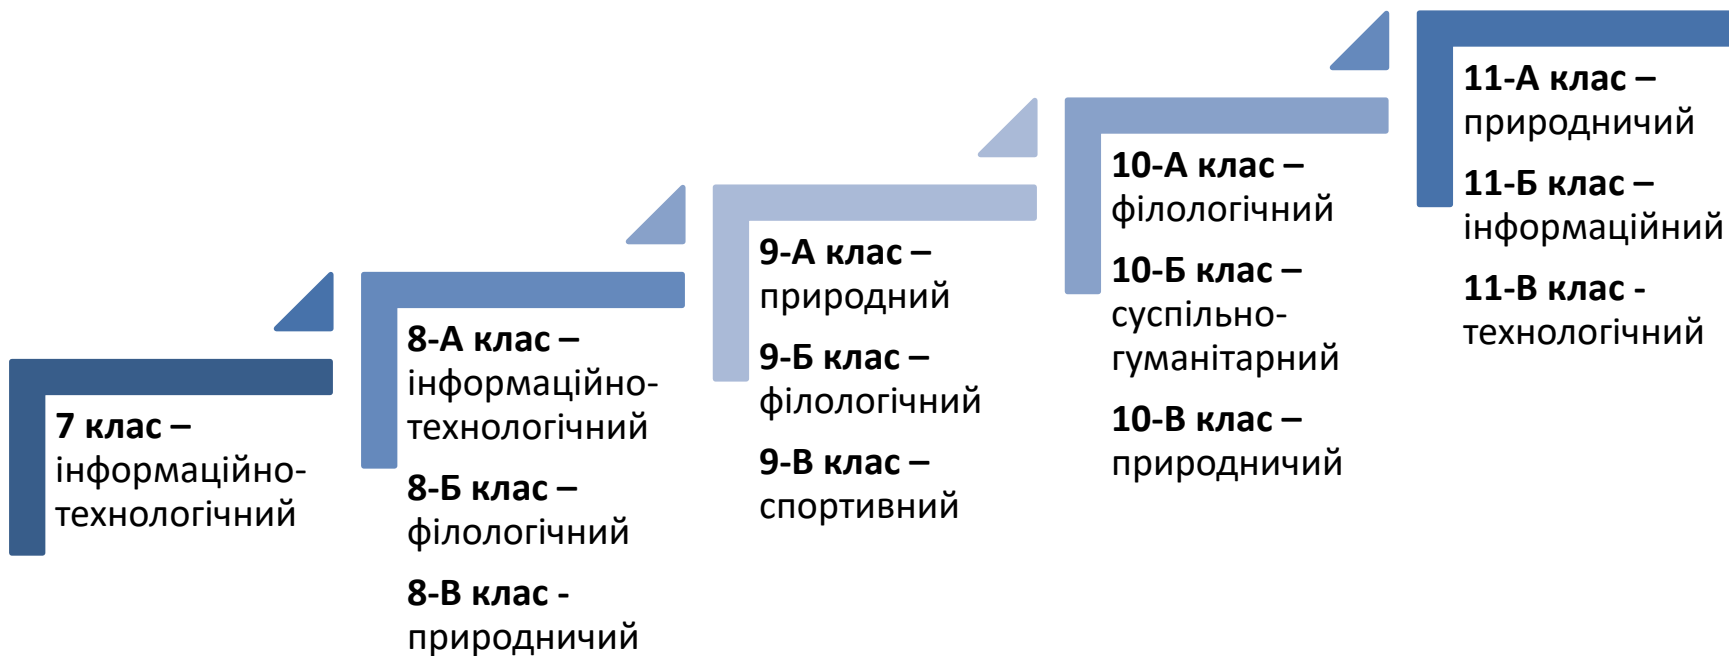 7 клас –
інформаційно-
технологічний
8-А клас –
інформаційно-
технологічний
8-Б клас –
філологічний
8-В клас -
природничий
9-А клас –
природний
9-Б клас –
філологічний
9-В клас –
спортивний
10-А клас –
філологічний
10-Б клас –
суспільно-
гуманітарний
10-В клас –
природничий
11-А клас –
природничий
11-Б клас –
інформаційний
11-В клас -
технологічний